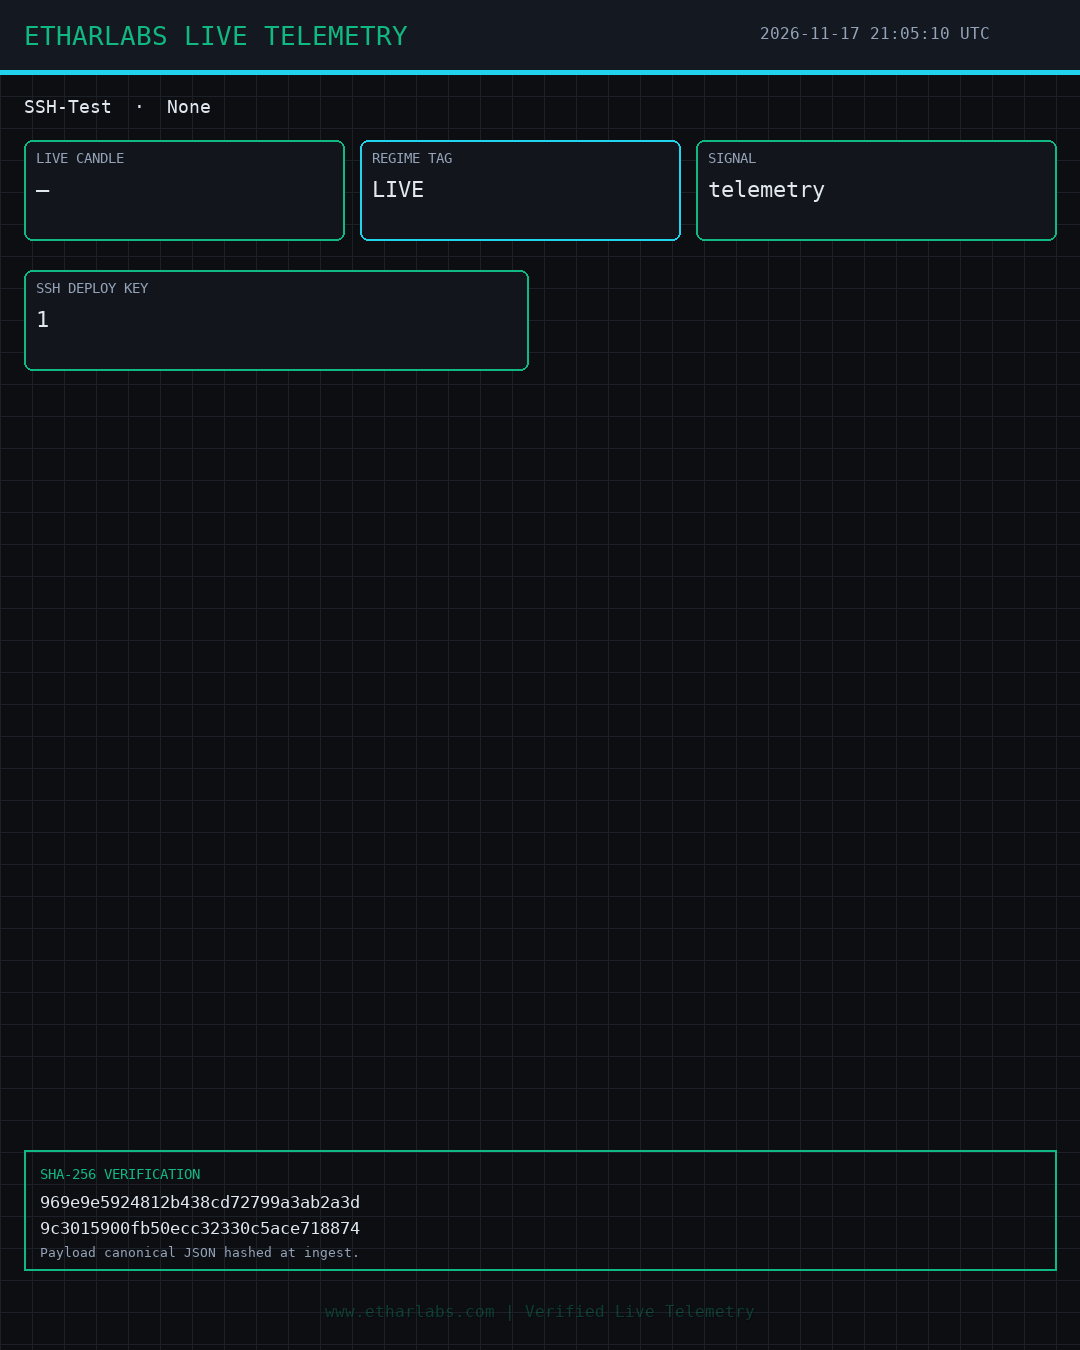 ETHARLABS LIVE TELEMETRY
2026-11-17 21:05:10 UTC
SSH-Test · None
LIVE CANDLE
—
REGIME TAG
LIVE
SIGNAL
telemetry
SSH DEPLOY KEY
1
SHA-256 VERIFICATION
969e9e5924812b438cd72799a3ab2a3d
9c3015900fb50ecc32330c5ace718874
Payload canonical JSON hashed at ingest.
www.etharlabs.com | Verified Live Telemetry